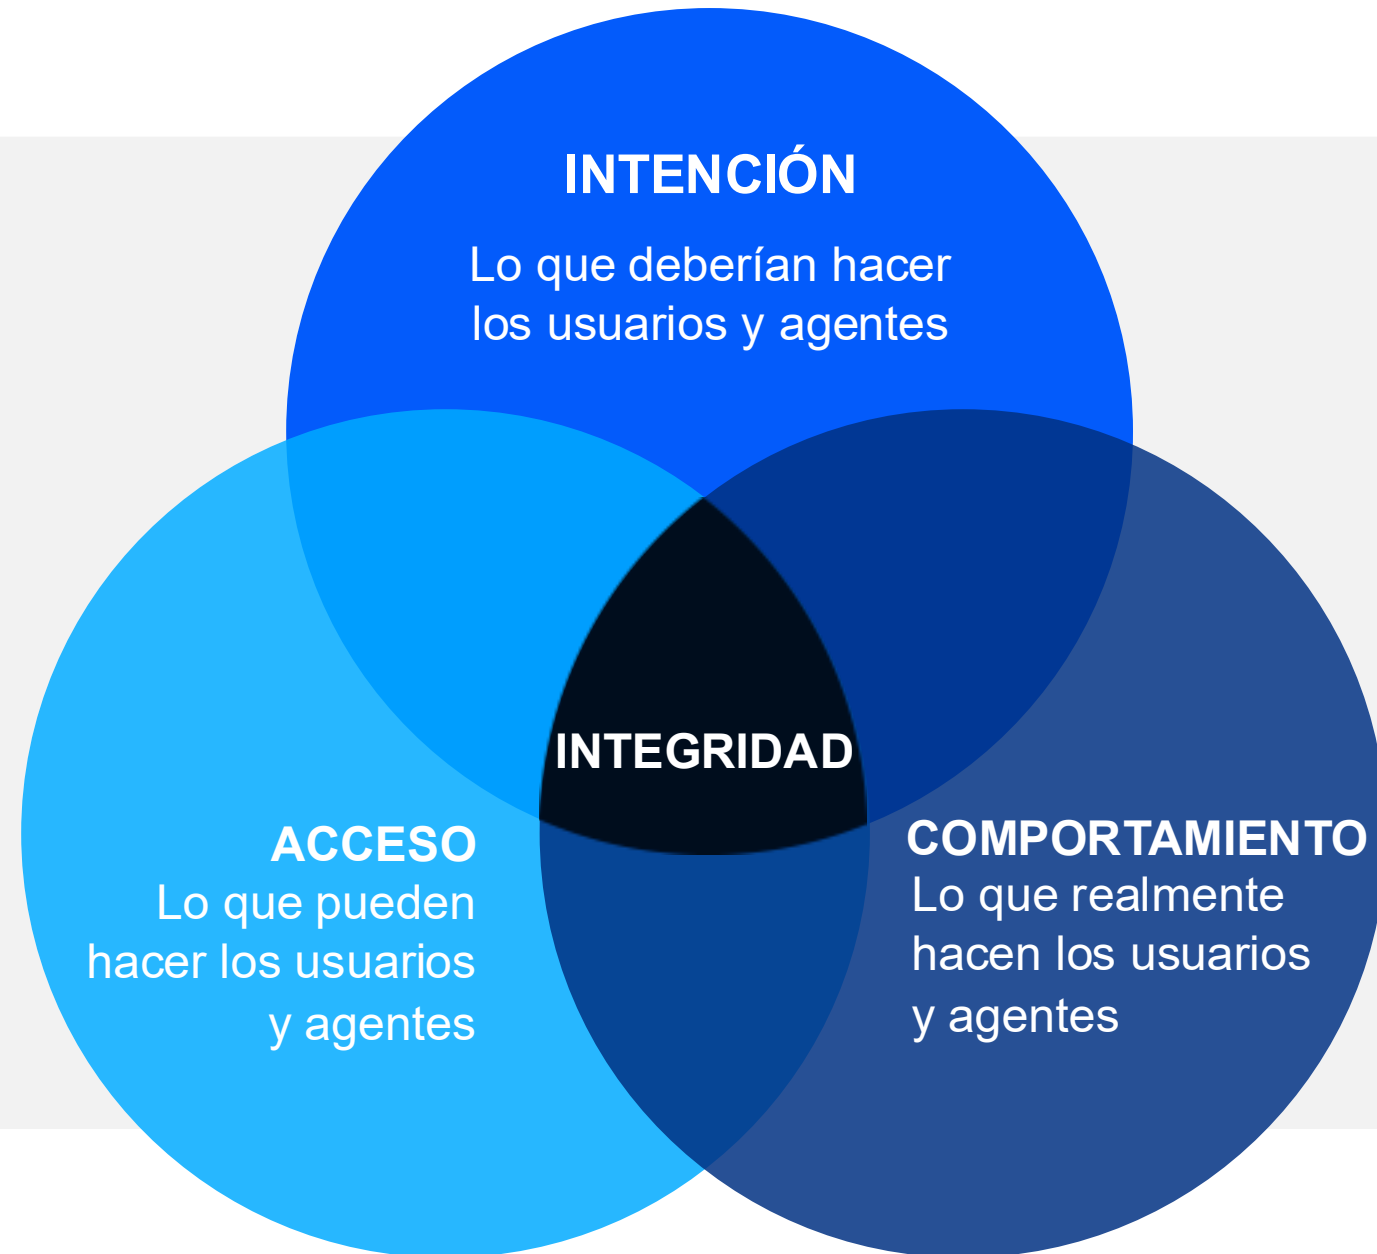 INTENCIÓN
Lo que deberían hacer
los usuarios y agentes
INTEGRIDAD
ACCESO
Lo que pueden
hacer los usuarios
y agentes
COMPORTAMIENTO
Lo que realmente
hacen los usuarios
y agentes